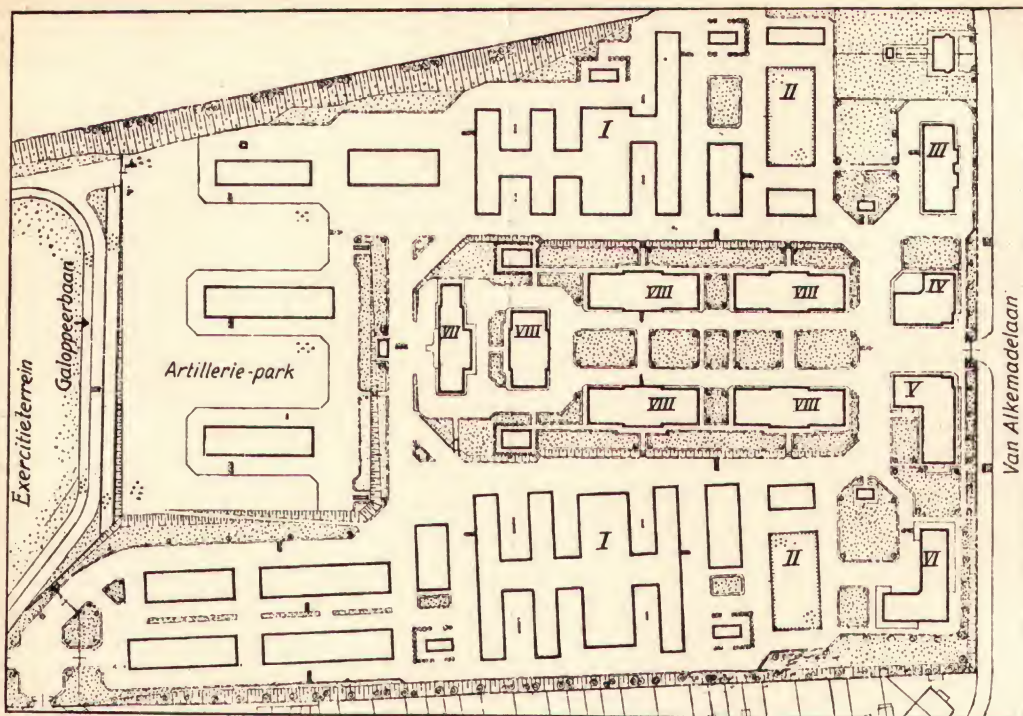 I
II
III
Exercitieterrein
Galoppeerbaan
Artillerie-park
VII
VIII
VIII
VIII
IV
VIII
VIII
V
I
II
VI
Van Alkemadelaan